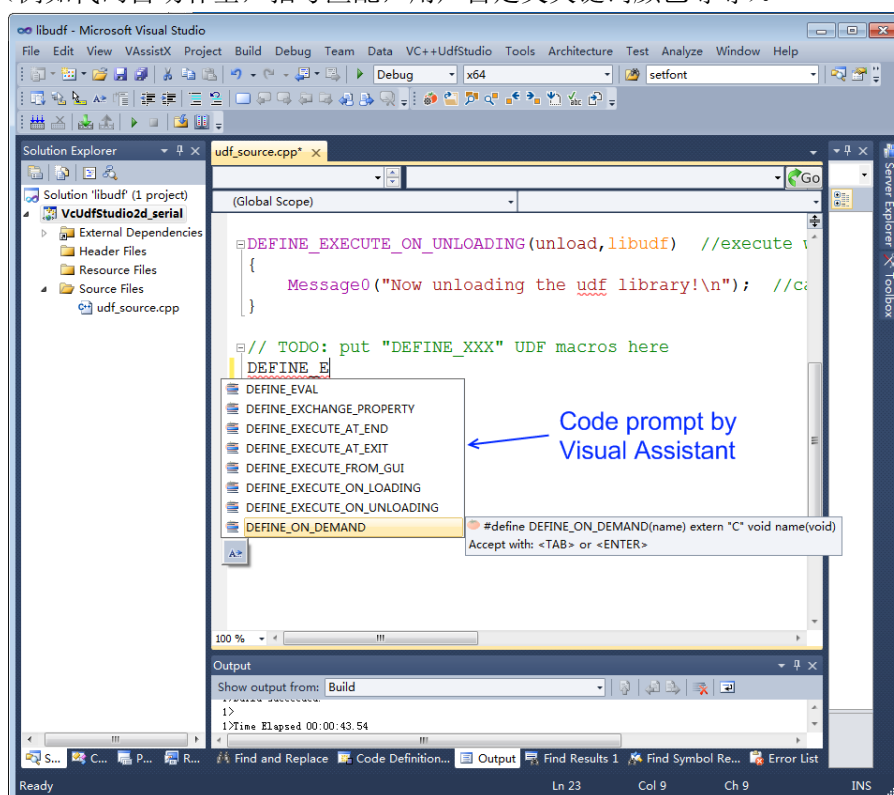 libudf - Microsoft Visual Studio
File Edit View VAssistX Project Build Debug Team Data VC++UdfStudio Tools Architecture Test Analyze Window Help
Debug x64 setfont
Solution Explorer
udf_source.cpp*
Go
Solution 'libudf' (1 project)
VcUdfStudio2d_serial
External Dependencies
Header Files
Resource Files
Source Files
udf_source.cpp
(Global Scope)
DEFINE_EXECUTE_ON_UNLOADING(unload,libudf) //execute w
{
Message0("Now unloading the udf library!\n"); //ca
}
// TODO: put "DEFINE_XXX" UDF macros here
DEFINE_E
DEFINE_EVAL
DEFINE_EXCHANGE_PROPERTY
DEFINE_EXECUTE_AT_END
DEFINE_EXECUTE_AT_EXIT
DEFINE_EXECUTE_FROM_GUI
DEFINE_EXECUTE_ON_LOADING
DEFINE_EXECUTE_ON_UNLOADING
DEFINE_ON_DEMAND
Code prompt by
Visual Assistant
#define DEFINE_ON_DEMAND(name) extern "C" void name(void)
Accept with: <TAB> or <ENTER>
100 %
Output
Show output from: Build
1>
1>Time Elapsed 00:00:43.54
S... C... P... R...
Find and Replace Code Definition... Output Find Results 1 Find Symbol Re... Error List
Ready Ln 23 Col 9 Ch 9 INS
Server Explorer
Toolbox